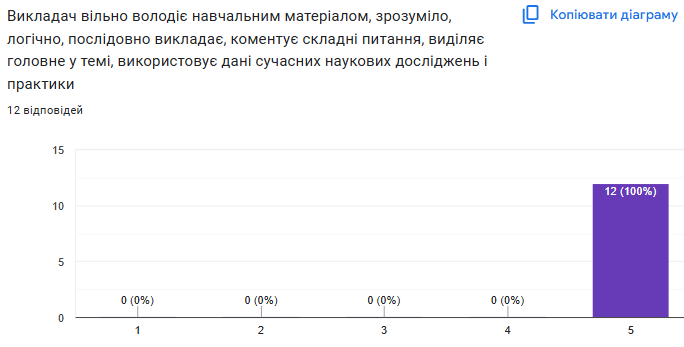 Викладач вільно володіє навчальним матеріалом, зрозуміло,
логічно, послідовно викладає, коментує складні питання, виділяє
головне у темі, використовує дані сучасних наукових досліджень і
практики
Копіювати діаграму
12 відповідей
15
10
5
0
0 (0%)
0 (0%)
0 (0%)
0 (0%)
12 (100%)
1
2
3
4
5